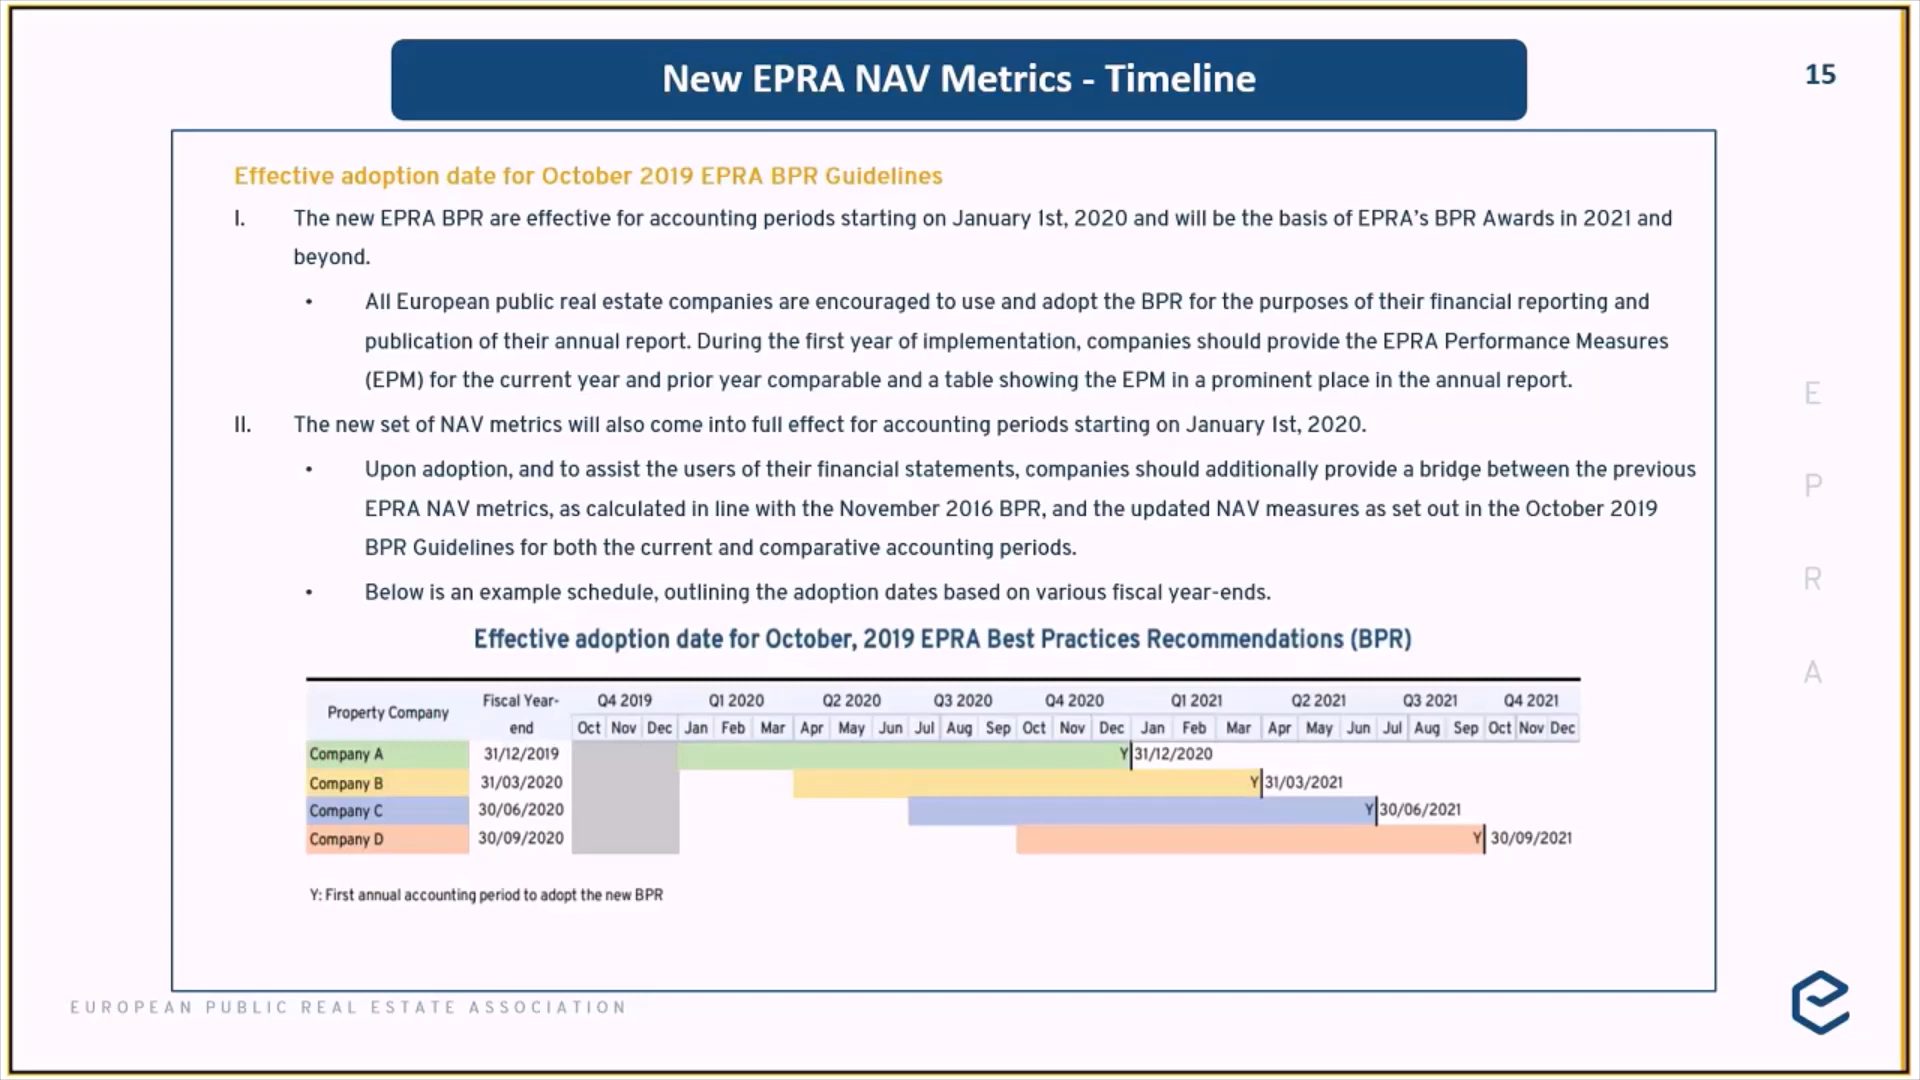 New EPRA NAV Metrics - Timeline
15
Effective adoption date for October 2019 EPRA BPR Guidelines
I. The new EPRA BPR are effective for accounting periods starting on January 1st, 2020 and will be the basis of EPRA's BPR Awards in 2021 and
beyond.
• All European public real estate companies are encouraged to use and adopt the BPR for the purposes of their financial reporting and
publication of their annual report. During the first year of implementation, companies should provide the EPRA Performance Measures
(EPM) for the current year and prior year comparable and a table showing the EPM in a prominent place in the annual report.
II. The new set of NAV metrics will also come into full effect for accounting periods starting on January 1st, 2020.
• Upon adoption, and to assist the users of their financial statements, companies should additionally provide a bridge between the previous
EPRA NAV metrics, as calculated in line with the November 2016 BPR, and the updated NAV measures as set out in the October 2019
BPR Guidelines for both the current and comparative accounting periods.
• Below is an example schedule, outlining the adoption dates based on various fiscal year-ends.
Effective adoption date for October, 2019 EPRA Best Practices Recommendations (BPR)
Property Company Fiscal Year-
end
Q4 2019 Q1 2020 Q2 2020 Q3 2020 Q4 2020 Q1 2021 Q2 2021 Q3 2021 Q4 2021
Oct Nov Dec Jan Feb Mar Apr May Jun Jul Aug Sep Oct Nov Dec Jan Feb Mar Apr May Jun Jul Aug Sep Oct Nov Dec
Company A 31/12/2019 Y 31/12/2020
Company B 31/03/2020 Y 31/03/2021
Company C 30/06/2020 Y 30/06/2021
Company D 30/09/2020 Y 30/09/2021
Y: First annual accounting period to adopt the new BPR
E
P
R
A
EUROPEAN PUBLIC REAL ESTATE ASSOCIATION